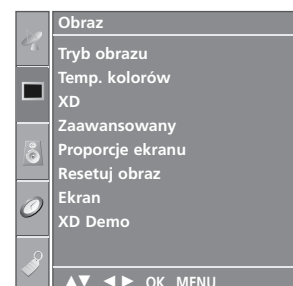 Obraz
Tryb obrazu
Temp. kolorów
XD
Zaawansowany
Proporcje ekranu
Resetuj obraz
Ekran
XD Demo
▲▼ ◄► OK MENU